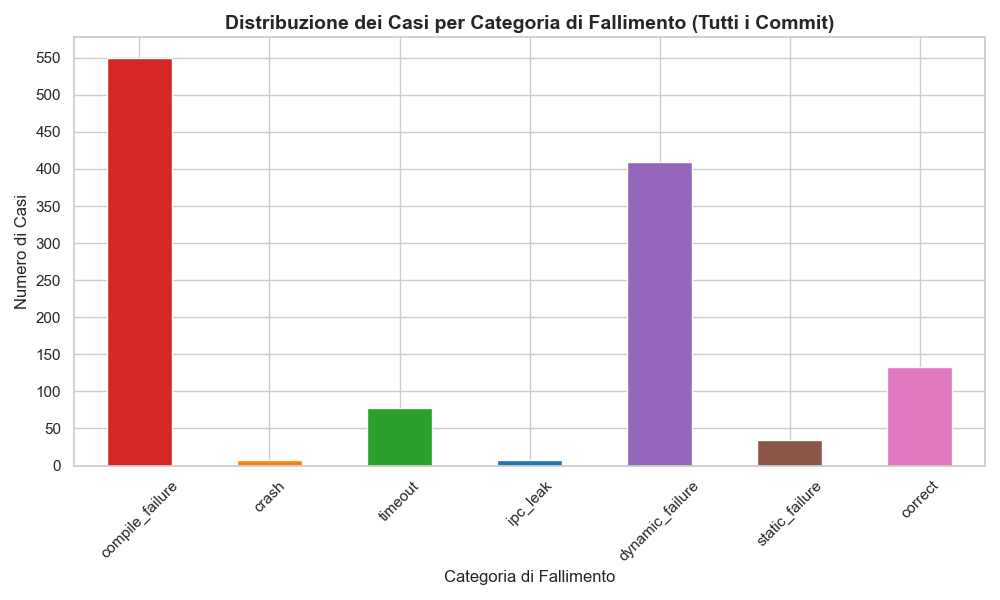 Distribuzione dei Casi per Categoria di Fallimento (Tutti i Commit)
Numero di Casi
550
500
450
400
350
300
250
200
150
100
50
0
compile_failure
crash
timeout
ipc_leak
dynamic_failure
static_failure
correct
Categoria di Fallimento